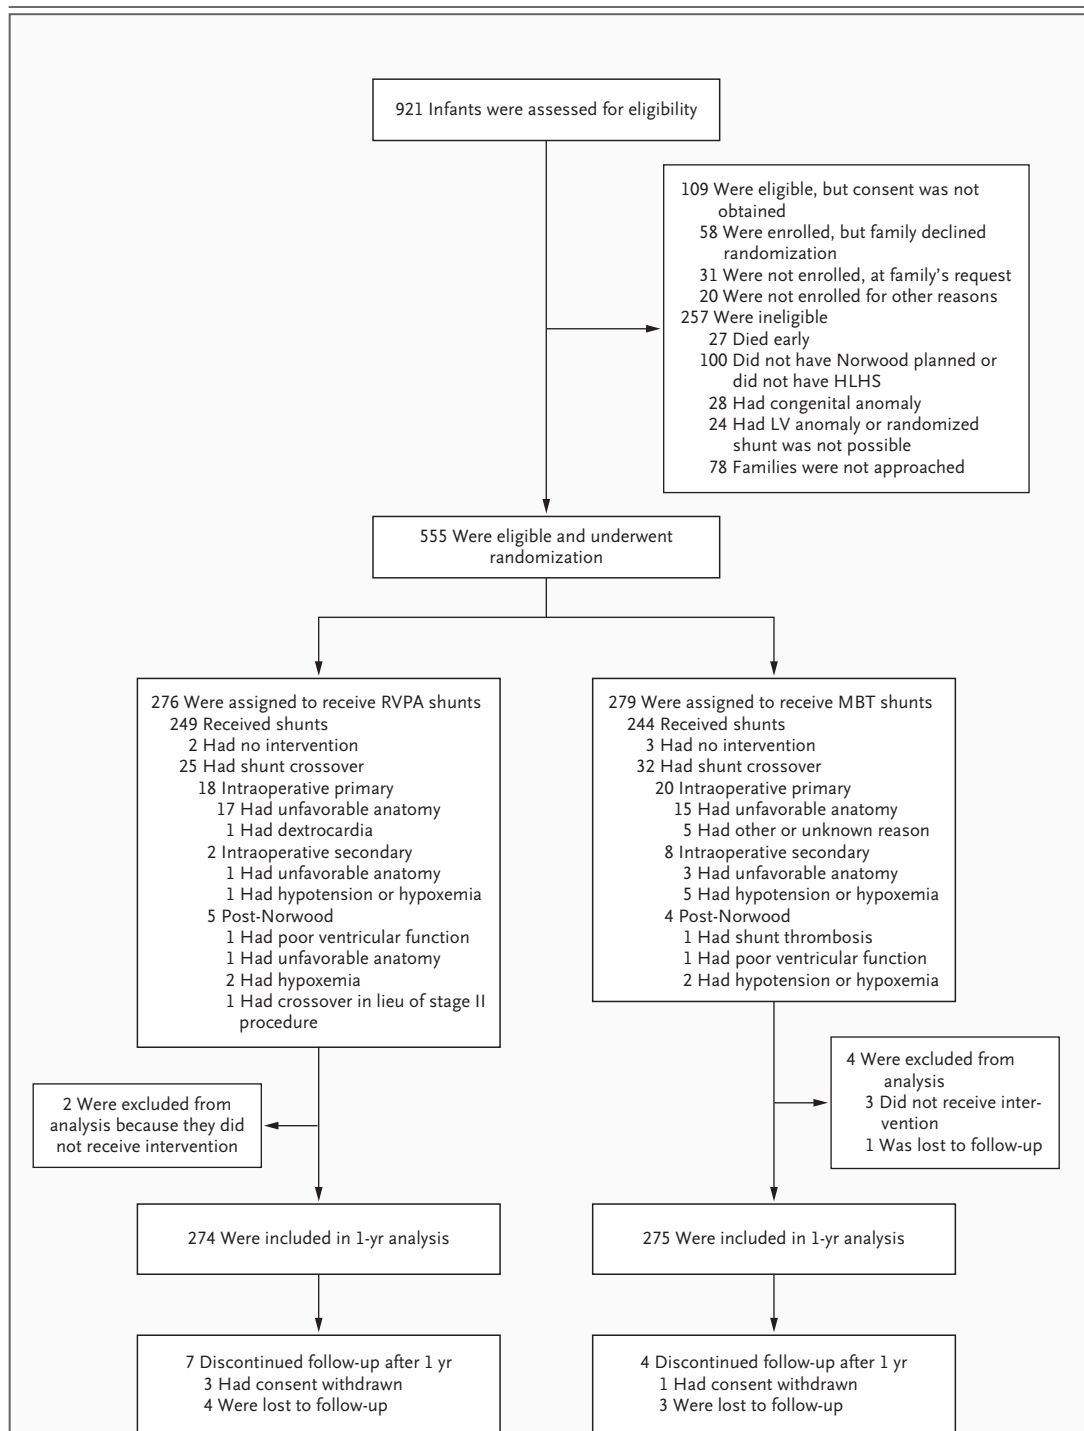 921 Infants were assessed for eligibility
109 Were eligible, but consent was not
obtained
58 Were enrolled, but family declined
randomization
31 Were not enrolled, at family's request
20 Were not enrolled for other reasons
257 Were ineligible
27 Died early
100 Did not have Norwood planned or
did not have HLHS
28 Had congenital anomaly
24 Had LV anomaly or randomized
shunt was not possible
78 Families were not approached
555 Were eligible and underwent
randomization
276 Were assigned to receive RVPA shunts
249 Received shunts
2 Had no intervention
25 Had shunt crossover
18 Intraoperative primary
17 Had unfavorable anatomy
1 Had dextrocardia
2 Intraoperative secondary
1 Had unfavorable anatomy
1 Had hypotension or hypoxemia
5 Post-Norwood
1 Had poor ventricular function
1 Had unfavorable anatomy
2 Had hypoxemia
1 Had crossover in lieu of stage II
procedure
279 Were assigned to receive MBT shunts
244 Received shunts
3 Had no intervention
32 Had shunt crossover
20 Intraoperative primary
15 Had unfavorable anatomy
5 Had other or unknown reason
8 Intraoperative secondary
3 Had unfavorable anatomy
5 Had hypotension or hypoxemia
4 Post-Norwood
1 Had shunt thrombosis
1 Had poor ventricular function
2 Had hypotension or hypoxemia
2 Were excluded from
analysis because they did
not receive intervention
4 Were excluded from
analysis
3 Did not receive inter-
vention
1 Was lost to follow-up
274 Were included in 1-yr analysis
275 Were included in 1-yr analysis
7 Discontinued follow-up after 1 yr
3 Had consent withdrawn
4 Were lost to follow-up
4 Discontinued follow-up after 1 yr
1 Had consent withdrawn
3 Were lost to follow-up